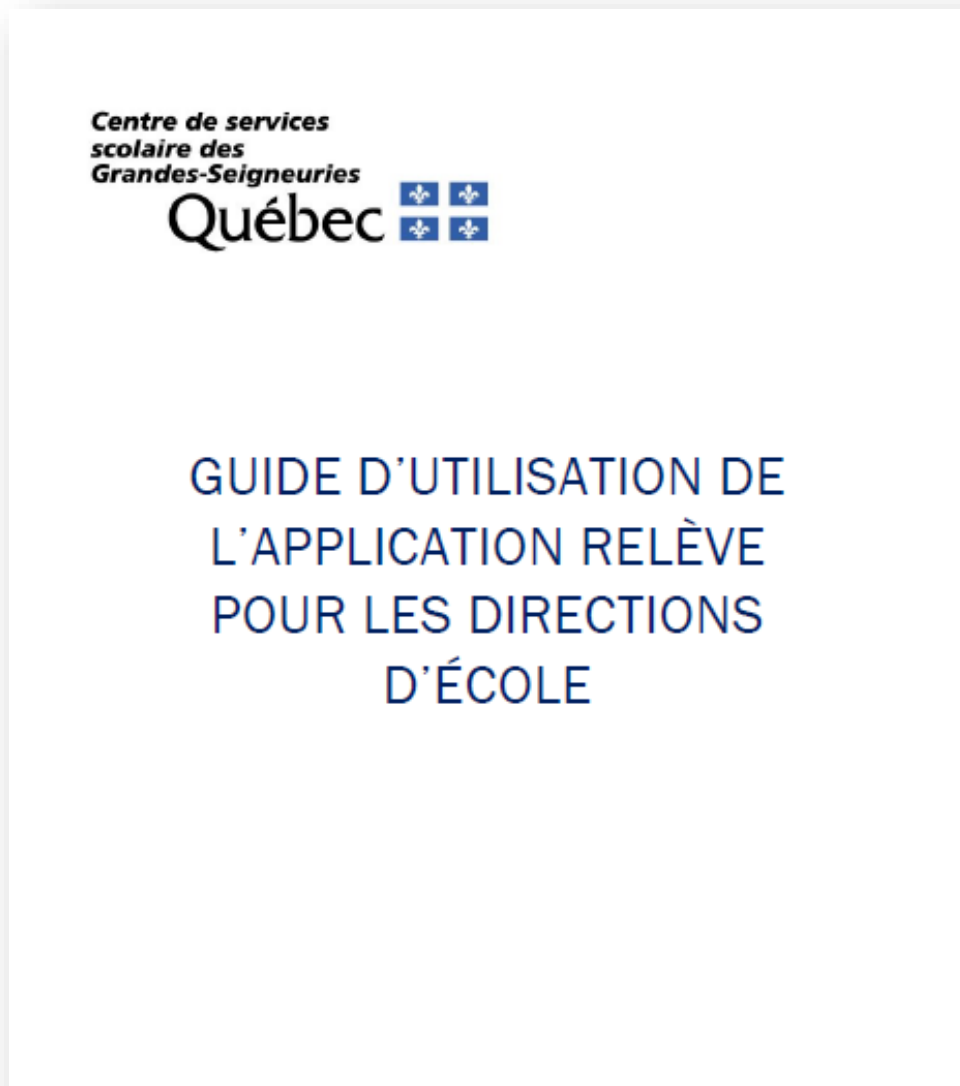 Centre de services
scolaire des
Grandes-Seigneuries
Québec
GUIDE D'UTILISATION DE
L'APPLICATION RELÈVE
POUR LES DIRECTIONS
D'ÉCOLE